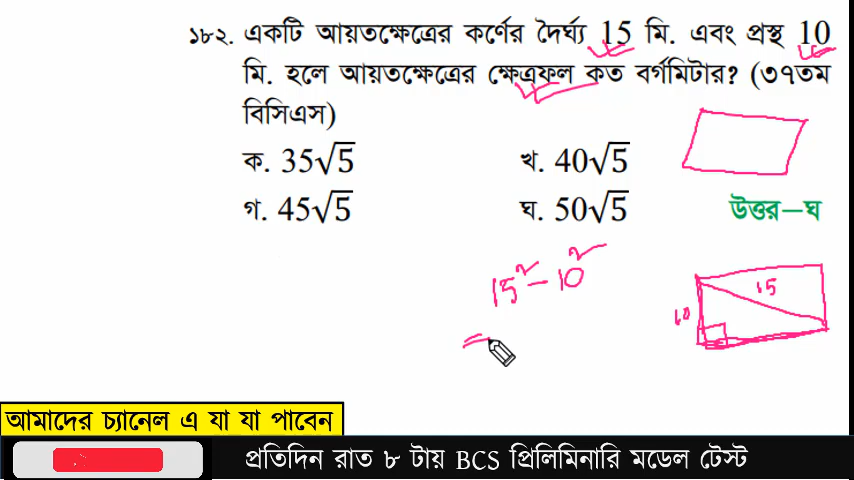 ১৮২. একটি আয়তক্ষেত্রের কর্ণের দৈর্ঘ্য 15 মি. এবং প্রস্থ 10
মি. হলে আয়তক্ষেত্রের ক্ষেত্রফল কত বর্গমিটার? (৩৭তম
বিসিএস)
ক. 35√5 খ. 40√5
গ. 45√5 ঘ. 50√5 উত্তর–ঘ
15² – 10²
=
15
10
আমাদের চ্যানেল এ যা যা পাবেন
প্রতিদিন রাত ৮ টায় BCS প্রিলিমিনারি মডেল টেস্ট